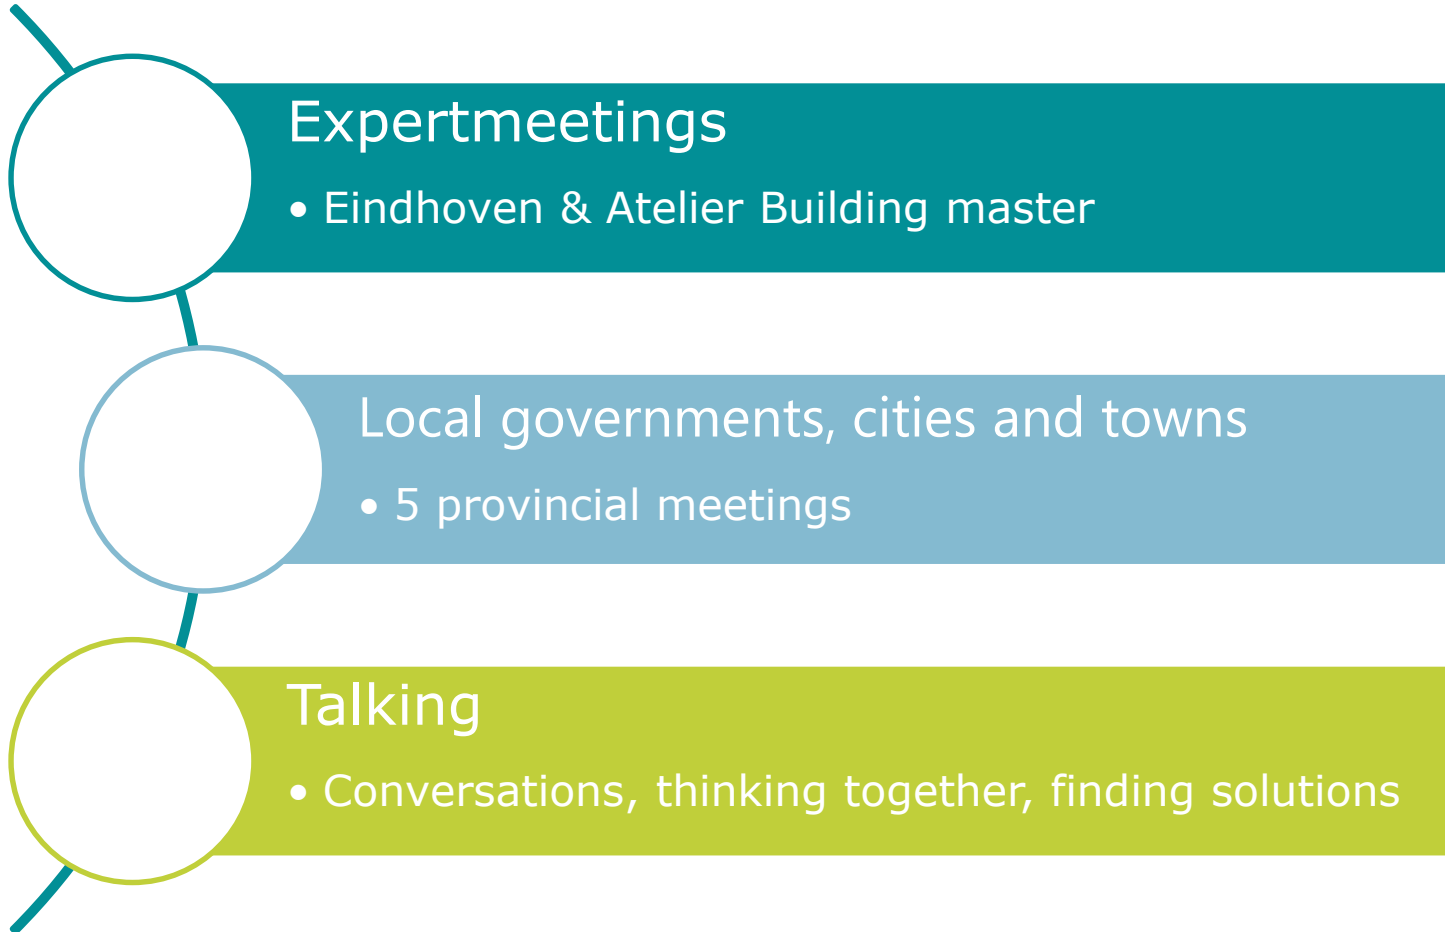 Expertmeetings
• Eindhoven & Atelier Building master
Local governments, cities and towns
• 5 provincial meetings
Talking
• Conversations, thinking together, finding solutions